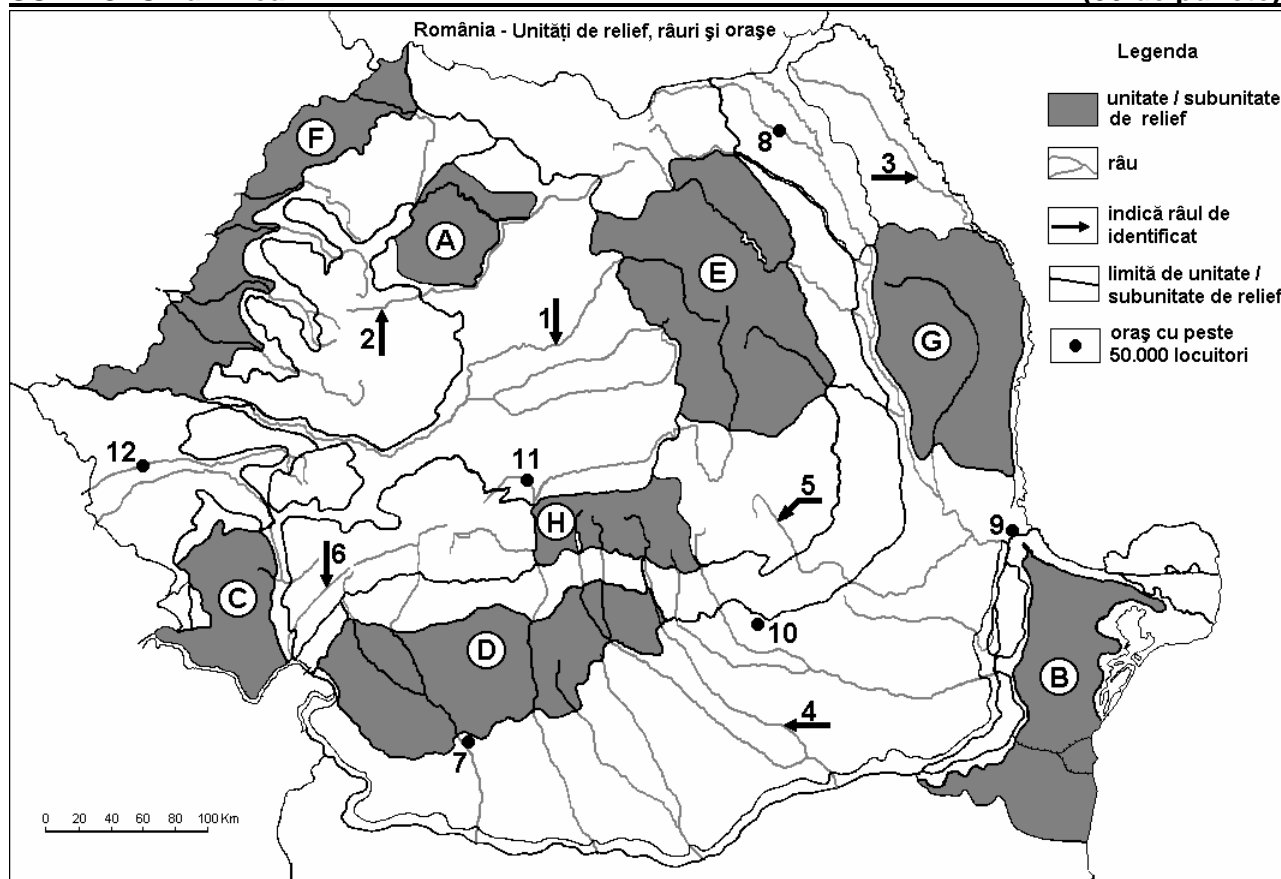 România - Unități de relief, râuri și orașe
Legenda
unitate / subunitate
de relief
râu
indică râul de
identificat
limită de unitate /
subunitate de relief
oraș cu peste
50.000 locuitori
F
8
3
A
E
1
2
G
12
11
5
H
9
6
C
D
10
B
4
7
0 20 40 60 80 100 Km